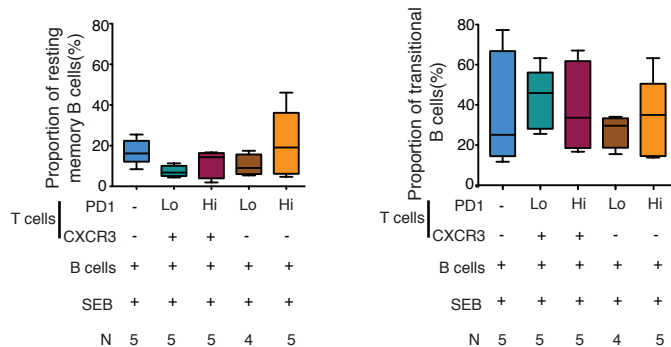 Proportion of resting
memory B cells(%)
80
60
40
20
0
PD1 - Lo Hi Lo Hi
T cells
CXCR3 - + + - -
B cells + + + + +
SEB + + + + +
N 5 5 5 4 5
Proportion of transitional
B cells(%)
80
60
40
20
0
PD1 - Lo Hi Lo Hi
T cells
CXCR3 - + + - -
B cells + + + + +
SEB + + + + +
N 5 5 5 4 5